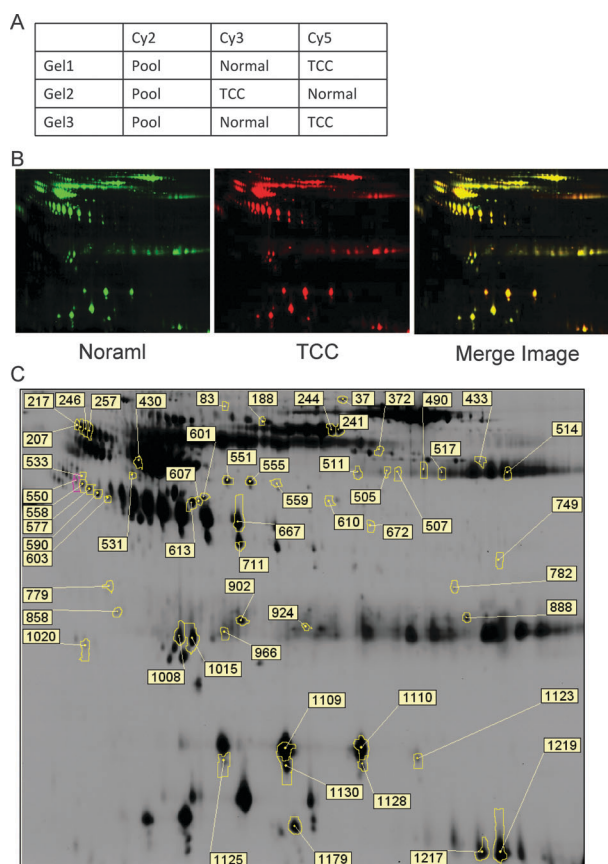 A
Cy2 Cy3 Cy5
Gel1 Pool Normal TCC
Gel2 Pool TCC Normal
Gel3 Pool Normal TCC
B
Noraml TCC Merge Image
C
217 246 257 430 83 188 244 37 372 490 433
207 601 241 517 514
533 607 551 555 511
550 559 505
558 610 507 749
577 672
590 531 613 667
603
711
779 902 782
858 924 888
1020 966
1008 1015
1109 1110 1123
1219
1130 1128
1125 1179 1217